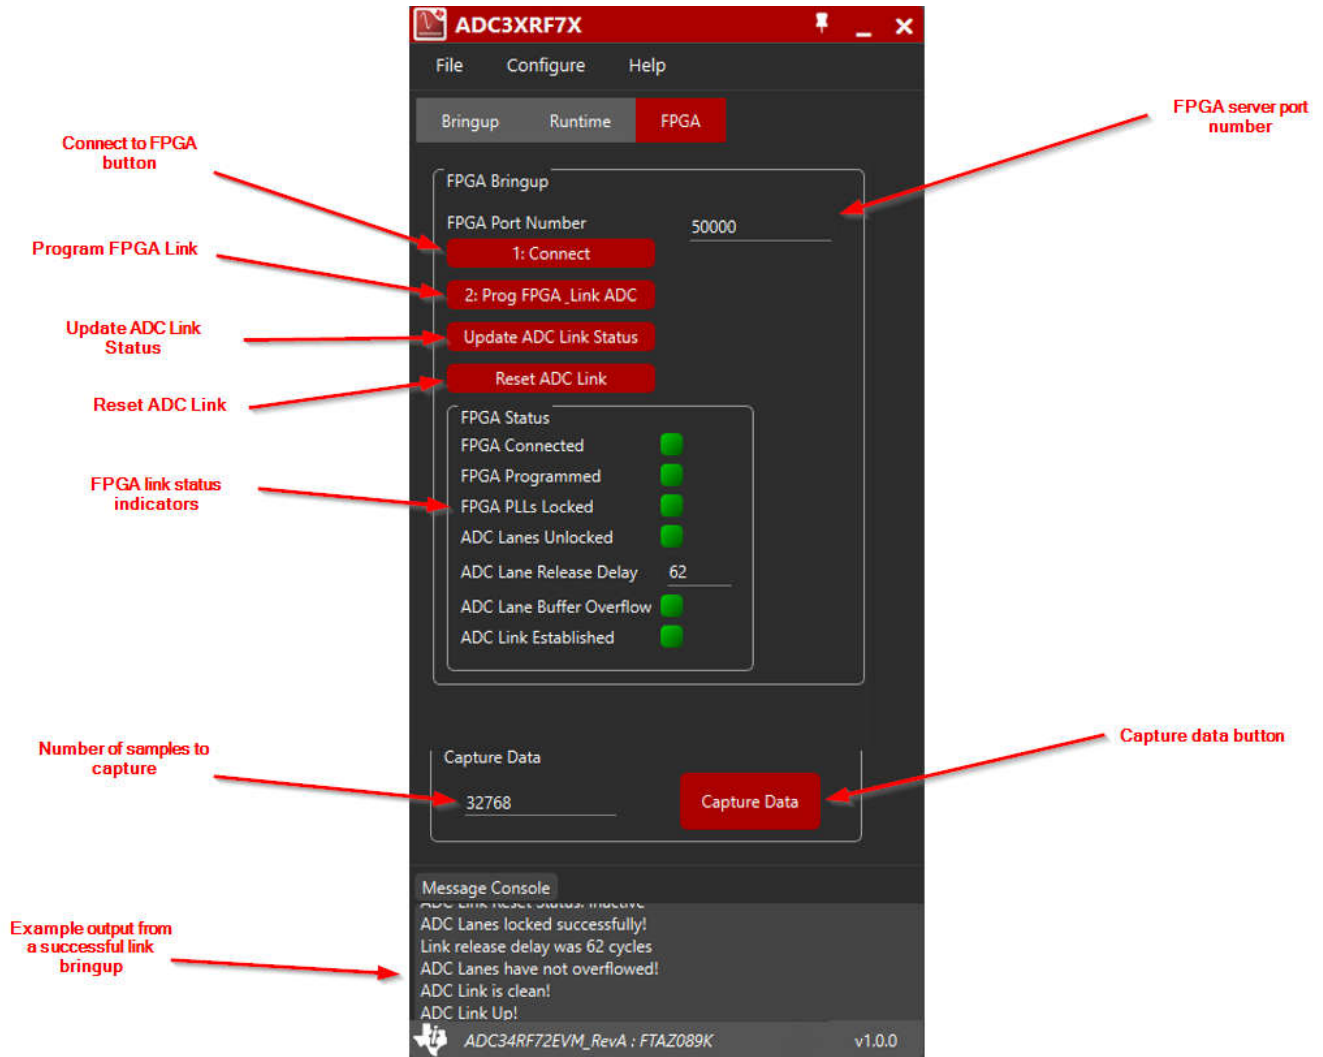 ADC3XRF7X
File Configure Help
Bringup Runtime FPGA
FPGA server port
number
Connect to FPGA
button
FPGA Bringup
FPGA Port Number 50000
Program FPGA Link
1: Connect
2: Prog FPGA_Link ADC
Update ADC Link
Status
Update ADC Link Status
Reset ADC Link
Reset ADC Link
FPGA Status
FPGA Connected
FPGA Programmed
FPGA link status
indicators
FPGA PLLs Locked
ADC Lanes Unlocked
ADC Lane Release Delay 62
ADC Lane Buffer Overflow
ADC Link Established
Number of samples to
capture
Capture Data
32768
Capture Data
Capture data button
Message Console
ADC Link Reset Status: Inactive
ADC Lanes locked successfully!
Link release delay was 62 cycles
ADC Lanes have not overflowed!
ADC Link is clean!
ADC Link Up!
Example output from
a successful link
bringup
ADC34RF72EVM_RevA : FTAZ089K v1.0.0